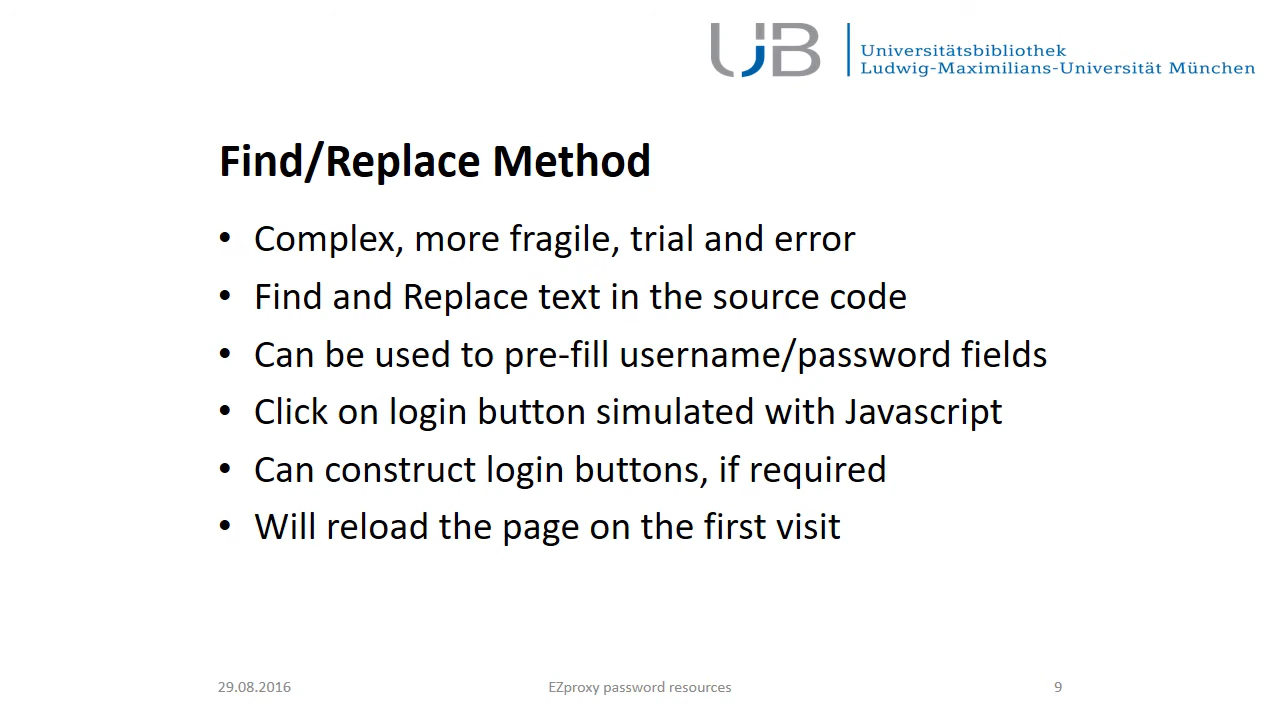 UB
Universitätsbibliothek
Ludwig-Maximilians-Universität München
Find/Replace Method
• Complex, more fragile, trial and error
• Find and Replace text in the source code
• Can be used to pre-fill username/password fields
• Click on login button simulated with Javascript
• Can construct login buttons, if required
• Will reload the page on the first visit
29.08.2016
EZproxy password resources
9